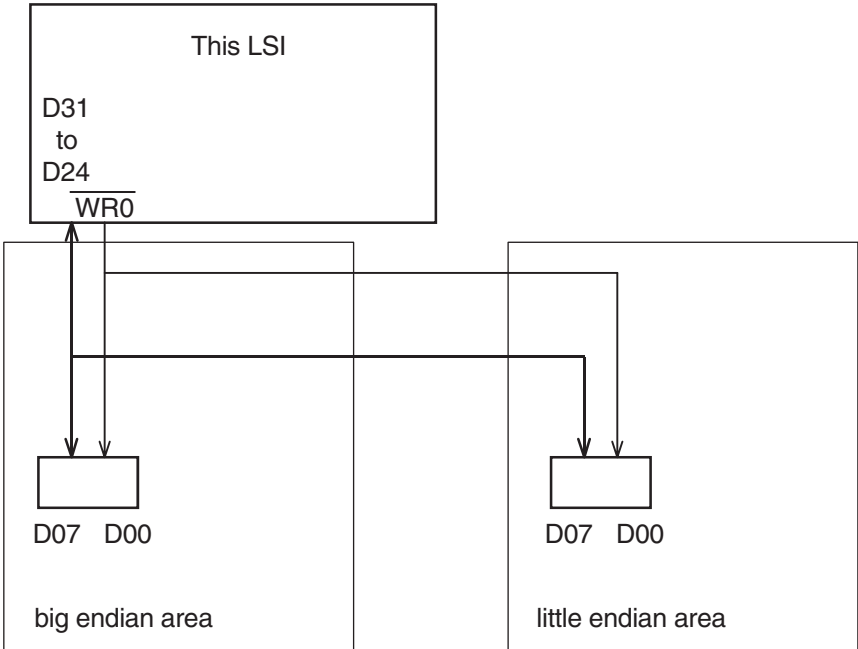 This LSI
D31
to
D24
WR0
D07 D00
D07 D00
big endian area
little endian area